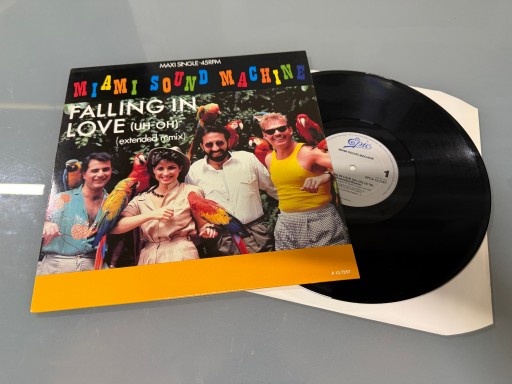 MAXI SINGLE·45RPM
MIAMI SOUND MACHINE
FALLING IN
LOVE (UH-OH)
(extended remix)
Epic
1